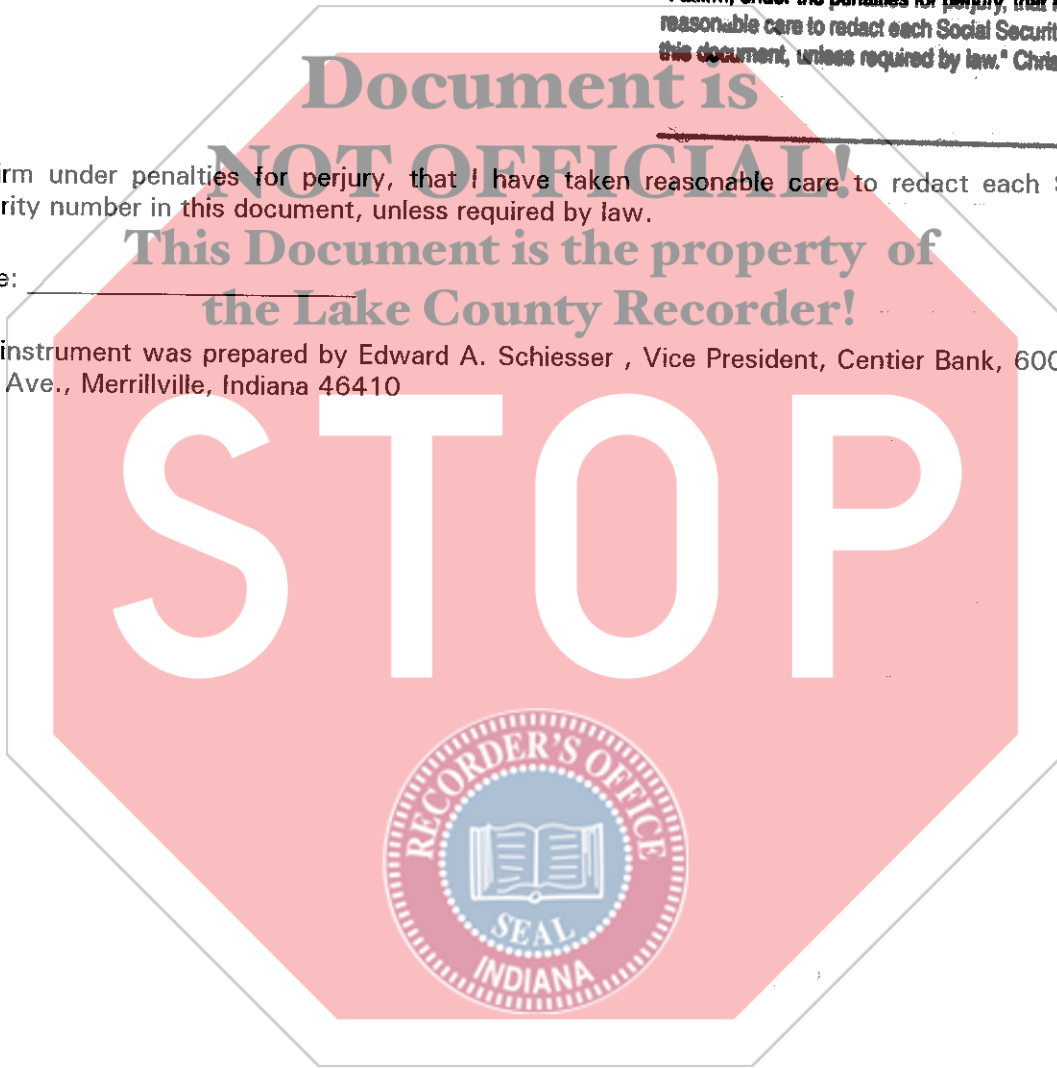 reasonable care to redact each Social Securit
this document, unless required by law." Chris
Document is
NOT OFFICIAL!
irm under penalties for perjury, that I have taken reasonable care to redact each S
rity number in this document, unless required by law.
This Document is the property of
e:
the Lake County Recorder!
instrument was prepared by Edward A. Schiesser , Vice President, Centier Bank, 600
Ave., Merrillville, Indiana 46410
STOP
RECORDER'S OFFICE
SEAL
INDIANA